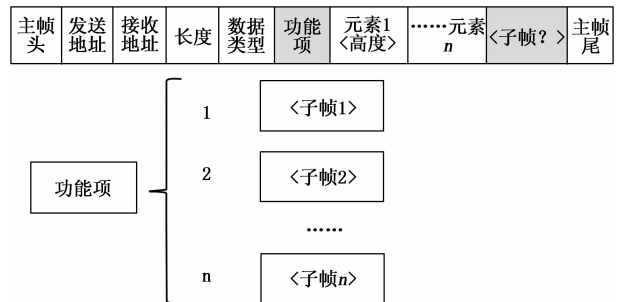 主帧头 发送地址 接收地址 长度 数据类型 功能项 元素1<高度> ……元素n <子帧？> 主帧尾
1 <子帧1>
功能项
2 <子帧2>
……
n <子帧n>